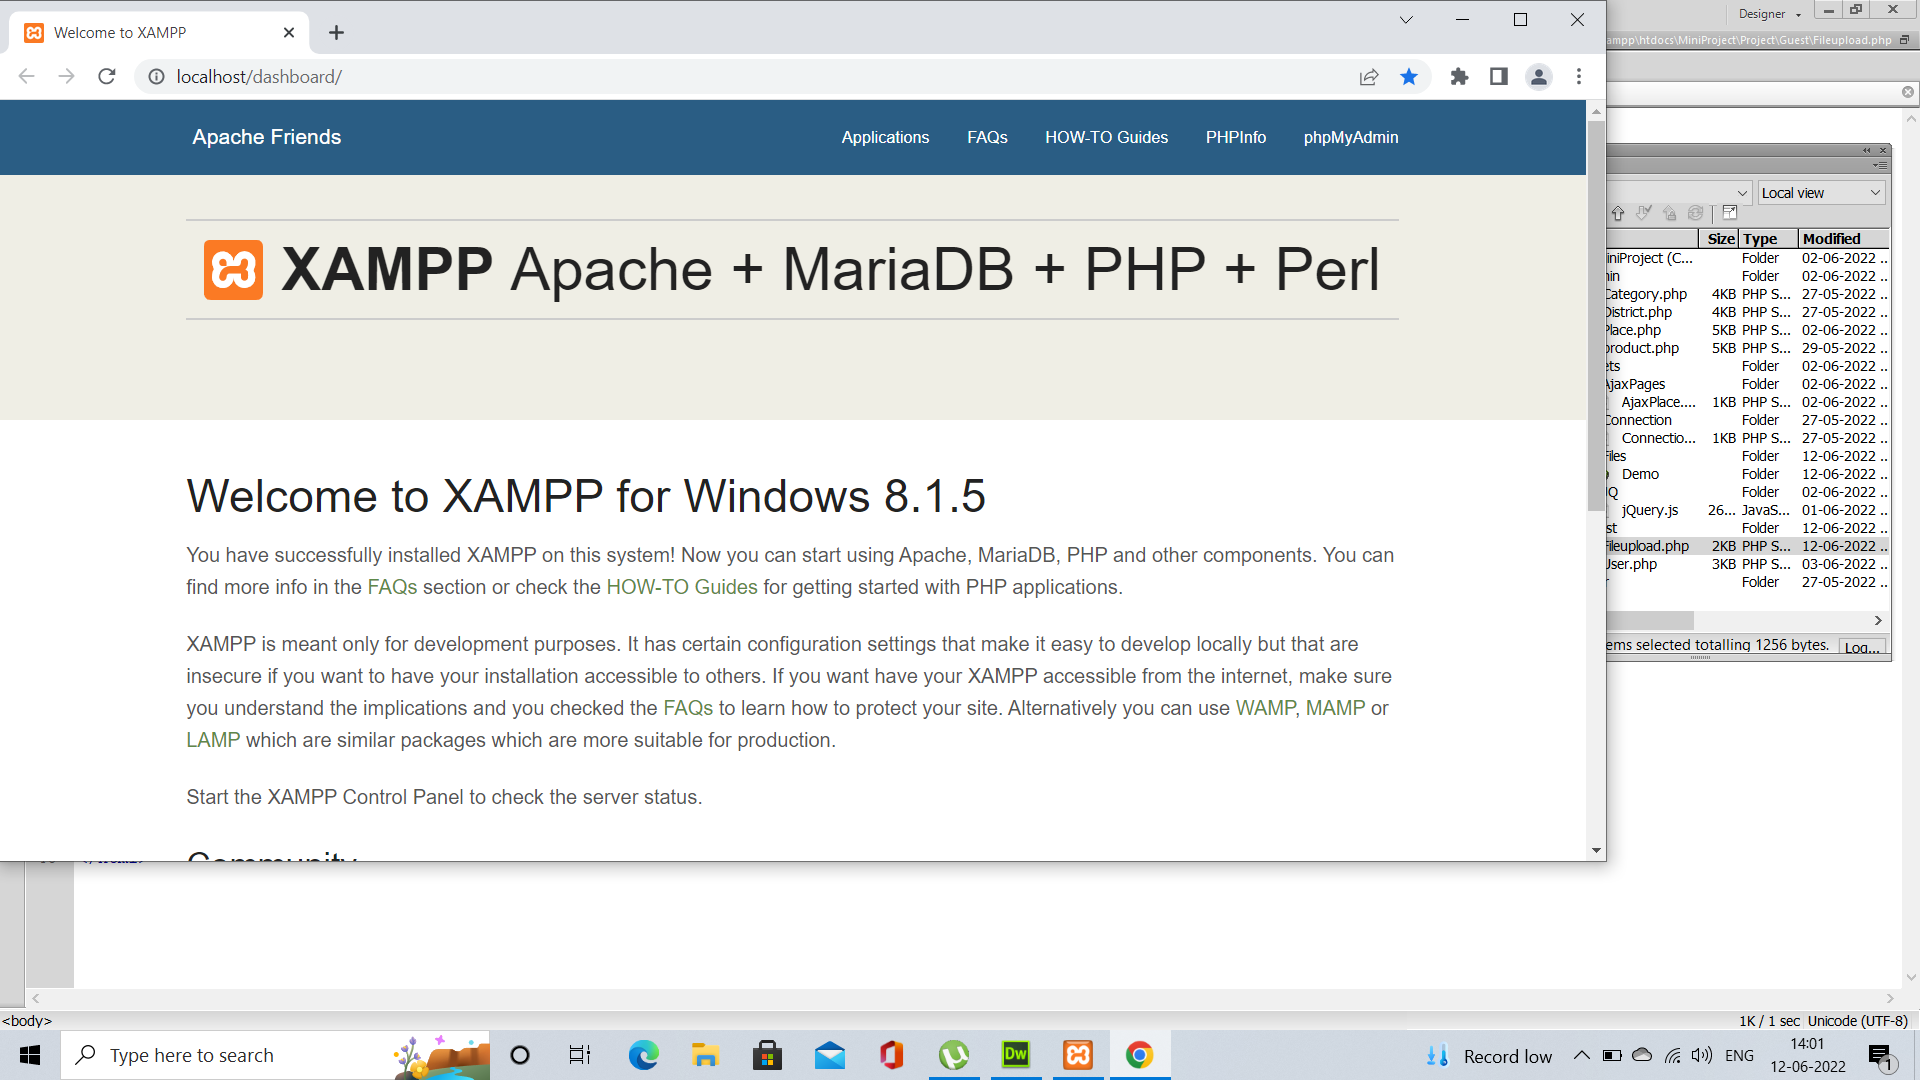 Welcome to XAMPP
localhost/dashboard/
Apache Friends
Applications
FAQs
HOW-TO Guides
PHPInfo
phpMyAdmin
XAMPP Apache + MariaDB + PHP + Perl
Welcome to XAMPP for Windows 8.1.5
You have successfully installed XAMPP on this system! Now you can start using Apache, MariaDB, PHP and other components. You can
find more info in the FAQs section or check the HOW-TO Guides for getting started with PHP applications.
XAMPP is meant only for development purposes. It has certain configuration settings that make it easy to develop locally but that are
insecure if you want to have your installation accessible to others. If you want have your XAMPP accessible from the internet, make sure
you understand the implications and you checked the FAQs to learn how to protect your site. Alternatively you can use WAMP, MAMP or
LAMP which are similar packages which are more suitable for production.
Start the XAMPP Control Panel to check the server status.
Community
Designer
ampp\htdocs\MiniProject\Project\Guest\Fileupload.php
Local view
Size Type Modified
iniProject (C... Folder 02-06-2022 ..
in Folder 02-06-2022 ..
Category.php 4KB PHP S... 27-05-2022 ..
District.php 4KB PHP S... 27-05-2022 ..
Place.php 5KB PHP S... 02-06-2022 ..
product.php 5KB PHP S... 29-05-2022 ..
ets Folder 02-06-2022 ..
AjaxPages Folder 02-06-2022 ..
AjaxPlace.... 1KB PHP S... 02-06-2022 ..
Connection Folder 27-05-2022 ..
Connectio... 1KB PHP S... 27-05-2022 ..
Files Folder 12-06-2022 ..
Demo Folder 12-06-2022 ..
JQ Folder 02-06-2022 ..
jQuery.js 26... JavaS... 01-06-2022 ..
st Folder 12-06-2022 ..
Fileupload.php 2KB PHP S... 12-06-2022 ..
User.php 3KB PHP S... 03-06-2022 ..
r Folder 27-05-2022 ..
ems selected totalling 1256 bytes.
Log...
<body>
1K / 1 sec Unicode (UTF-8)
Type here to search
Dw
Record low
ENG
14:01
12-06-2022
1